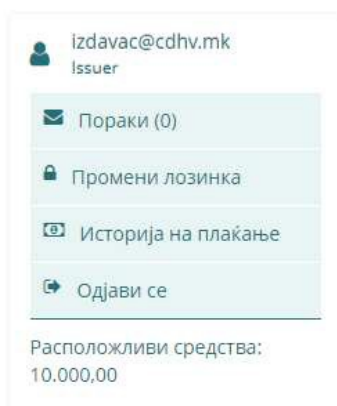 izdavac@cdhv.mk
Issuer
Пораки (0)
Промени лозинка
Историја на плаќање
Одјави се
Расположливи средства:
10.000,00